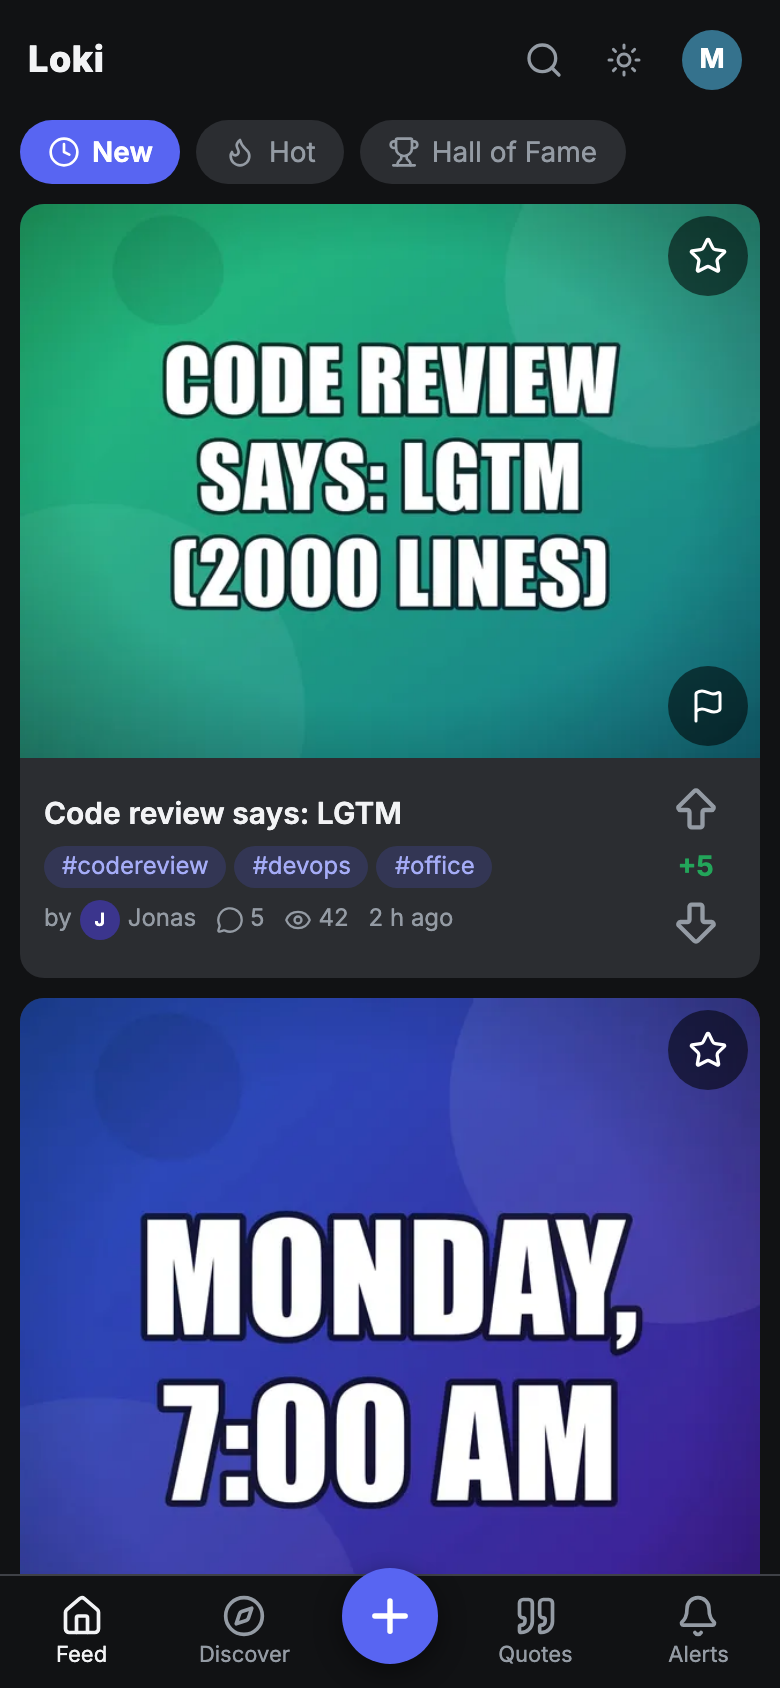 Loki
M
New
Hot
Hall of Fame
CODE REVIEW
SAYS: LGTM
(2000 LINES)
Code review says: LGTM
#codereview #devops #office
+5
by J Jonas 5 42 2 h ago
MONDAY,
7:00 AM
Feed
Discover
Quotes
Alerts